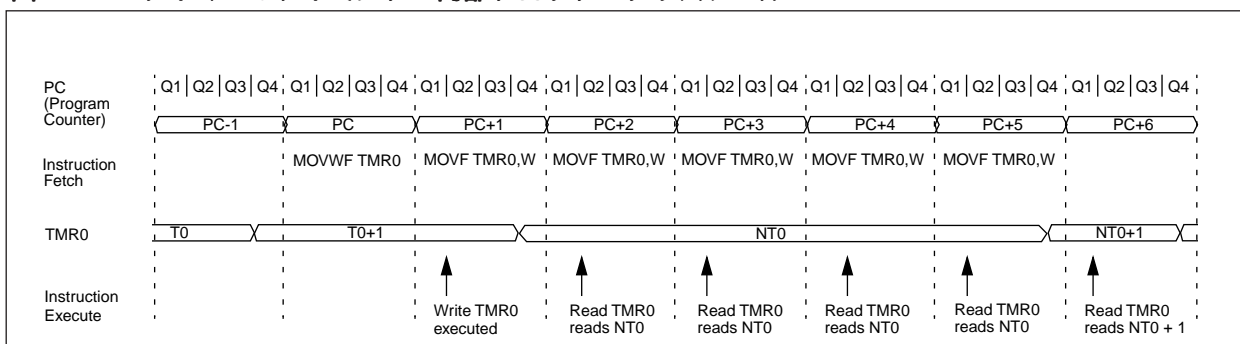 PC
(Program
Counter)
Q1 Q2 Q3 Q4 Q1 Q2 Q3 Q4 Q1 Q2 Q3 Q4 Q1 Q2 Q3 Q4 Q1 Q2 Q3 Q4 Q1 Q2 Q3 Q4 Q1 Q2 Q3 Q4 Q1 Q2 Q3 Q4
PC-1 PC PC+1 PC+2 PC+3 PC+4 PC+5 PC+6
Instruction
Fetch
MOVWF TMR0 MOVF TMR0,W MOVF TMR0,W MOVF TMR0,W MOVF TMR0,W MOVF TMR0,W
TMR0
T0 T0+1 NT0 NT0+1
Instruction
Execute
Write TMR0
executed
Read TMR0
reads NT0
Read TMR0
reads NT0
Read TMR0
reads NT0
Read TMR0
reads NT0
Read TMR0
reads NT0 + 1